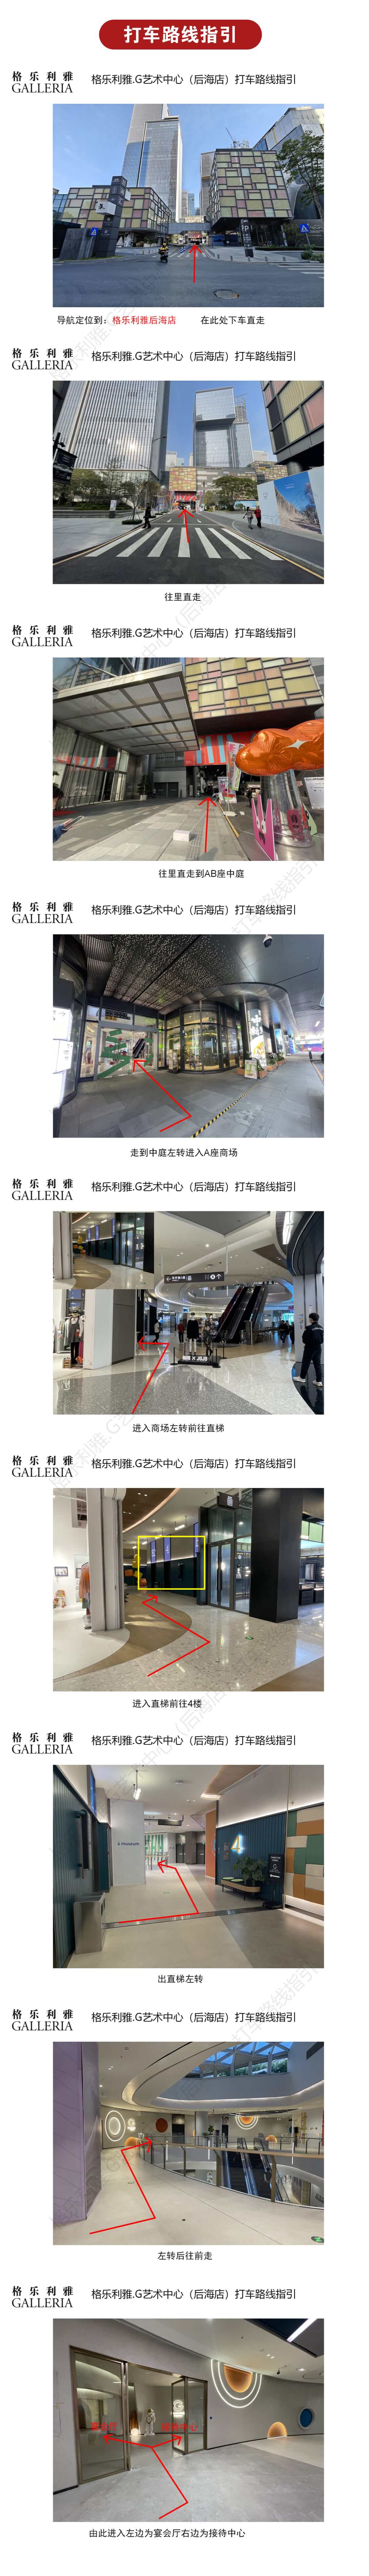 打车路线指引
格乐利雅
GALLERIA
格乐利雅.G艺术中心（后海店）打车路线指引
导航定位到：格乐利雅后海店 在此处下车直走
格乐利雅
GALLERIA
格乐利雅.G艺术中心（后海店）打车路线指引
往里直走
格乐利雅
GALLERIA
格乐利雅.G艺术中心（后海店）打车路线指引
往里直走到AB座中庭
格乐利雅
GALLERIA
格乐利雅.G艺术中心（后海店）打车路线指引
走到中庭左转进入A座商场
格乐利雅
GALLERIA
格乐利雅.G艺术中心（后海店）打车路线指引
进入商场左转前往直梯
格乐利雅
GALLERIA
格乐利雅.G艺术中心（后海店）打车路线指引
进入直梯前往4楼
格乐利雅
GALLERIA
格乐利雅.G艺术中心（后海店）打车路线指引
4
出直梯左转
格乐利雅
GALLERIA
格乐利雅.G艺术中心（后海店）打车路线指引
左转后往前走
格乐利雅
GALLERIA
格乐利雅.G艺术中心（后海店）打车路线指引
宴会厅 接待中心
由此进入左边为宴会厅右边为接待中心